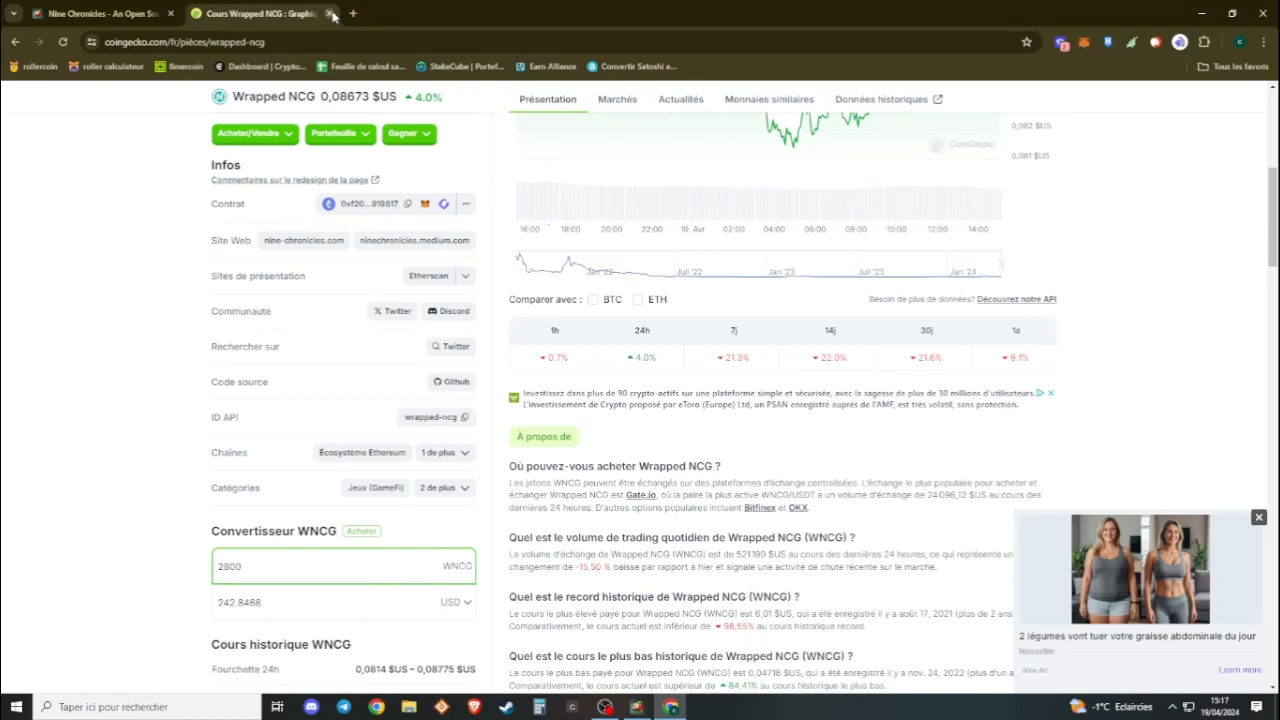 Nine Chronicles - An Open So
Cours Wrapped NCG : Graphi
coingecko.com/fr/pièces/wrapped-ncg
rollercoin
roller calculateur
limercoin
Dashboard | Crypto...
Feuille de calcul sa...
StakeCube | Portef...
Earn Alliance
Convertir Satoshi e...
Tous les favoris
Wrapped NCG 0,08673 $US 4.0%
Présentation
Marchés
Actualités
Monnaies similaires
Données historiques
Acheter/Vendre
Portefeuille
Gagner
Infos
Commentaires sur le redesign de la page
Contrat
0xf20...919817
Site Web
nine-chronicles.com
ninechronicles.medium.com
Sites de présentation
Etherscan
Communauté
Twitter
Discord
Rechercher sur
Twitter
Code source
Github
ID API
wrapped-ncg
Chaînes
Écosystème Ethereum
1 de plus
Catégories
Jeux (GameFi)
2 de plus
Convertisseur WNCG Acheter
2800 WNCG
242.8468 USD
Cours historique WNCG
Fourchette 24h 0,0814 $US – 0,08775 $US
0,082 $US
CoinGecko
0,081 $US
16:00 18:00 20:00 22:00 19. Avr 02:00 04:00 06:00 08:00 10:00 12:00 14:00
Juil '22 Jan '23 Juil '23 Jan '24
Comparer avec : BTC ETH
Besoin de plus de données? Découvrez notre API
1h 24h 7j 14j 30j 1a
0.7% 4.0% 21.3% 22.0% 21.6% 9.1%
Investissez dans plus de 90 crypto-actifs sur une plateforme simple et sécurisée, avec la sagesse de plus de 30 millions d'utilisateurs.
L'investissement de Crypto proposé par eToro (Europe) Ltd, un PSAN enregistré auprès de l'AMF, est très volatil, sans protection.
À propos de
Où pouvez-vous acheter Wrapped NCG ?
Les jetons WNCG peuvent être échangés sur des plateformes d'échange centralisées. L'échange le plus populaire pour acheter et
échanger Wrapped NCG est Gate.io, où la paire la plus active WNCG/USDT a un volume d'échange de 24 096,12 $US au cours des
dernières 24 heures. D'autres options populaires incluent Bitfinex et OKX.
Quel est le volume de trading quotidien de Wrapped NCG (WNCG) ?
Le volume d'échange de Wrapped NCG (WNCG) est de 521 190 $US au cours des dernières 24 heures, ce qui représente un
changement de -15,50 % baisse par rapport à hier et signale une activité de chute récente sur le marché.
Quel est le record historique de Wrapped NCG (WNCG) ?
Le cours le plus élevé payé pour Wrapped NCG (WNCG) est 6,01 $US, qui a été enregistré il y a août 17, 2021 (plus de 2 ans
Comparativement, le cours actuel est inférieur de 98,55% au cours historique record.
Quel est le cours le plus bas historique de Wrapped NCG (WNCG) ?
Le cours le plus bas payé pour Wrapped NCG (WNCG) est 0,04718 $US, qui a été enregistré il y a nov. 24, 2022 (plus d'un a
Comparativement, le cours actuel est supérieur de 84,41% au cours historique le plus bas.
2 légumes vont tuer votre graisse abdominale du jour
Nexaslim
Slice Ad
Learn more
Taper ici pour rechercher
-1°C Eclaircies
15:17
19/04/2024